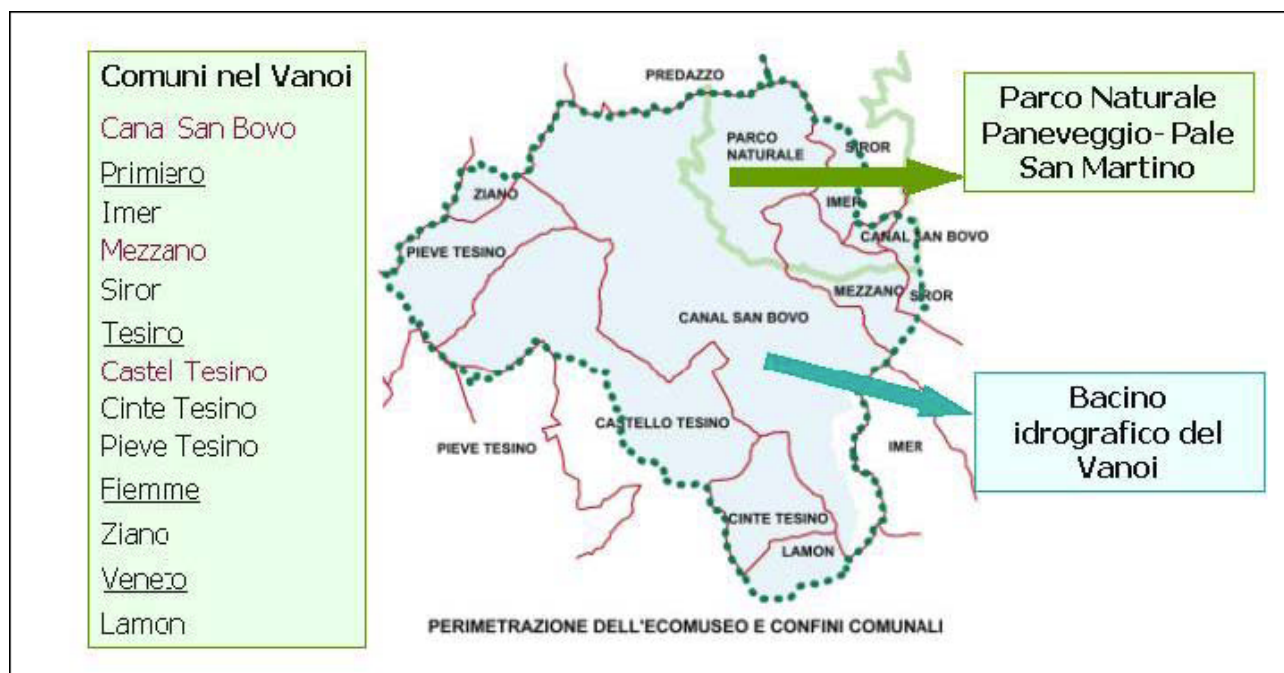 Comuni nel Vanoi
Canal San Bovo
Primiero
Imer
Mezzano
Siror
Tesino
Castel Tesino
Cinte Tesino
Pieve Tesino
Fiemme
Ziano
Veneto
Lamon
PREDAZZO
PARCO
NATURALE
SIROR
ZIANO
IMER
CANAL SAN BOVO
PIEVE TESINO
MEZZANO
SIROR
CANAL SAN BOVO
CASTELLO TESINO
PIEVE TESINO
IMER
CINTE TESINO
LAMON
PERIMETRAZIONE DELL'ECOMUSEO E CONFINI COMUNALI
Parco Naturale
Paneveggio-Pale
San Martino
Bacino
idrografico del
Vanoi